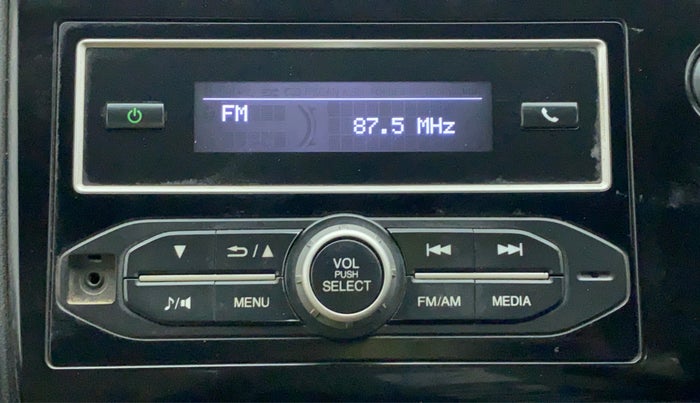 FM
87.5 MHz
VOL
PUSH
SELECT
MENU
FM/AM
MEDIA